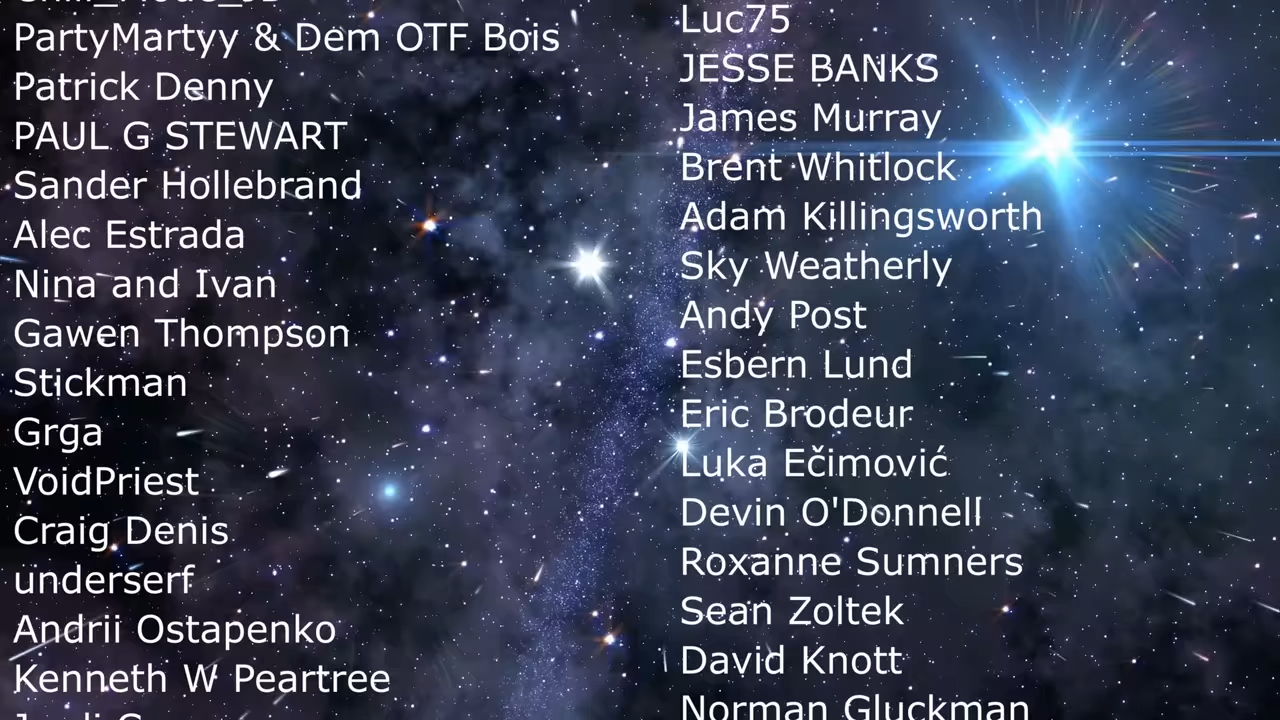 PartyMartyy & Dem OTF Bois
Patrick Denny
PAUL G STEWART
Sander Hollebrand
Alec Estrada
Nina and Ivan
Gawen Thompson
Stickman
Grga
VoidPriest
Craig Denis
underserf
Andrii Ostapenko
Kenneth W Peartree
Luc75
JESSE BANKS
James Murray
Brent Whitlock
Adam Killingsworth
Sky Weatherly
Andy Post
Esbern Lund
Eric Brodeur
Luka Ečimović
Devin O'Donnell
Roxanne Sumners
Sean Zoltek
David Knott
Norman Gluckman